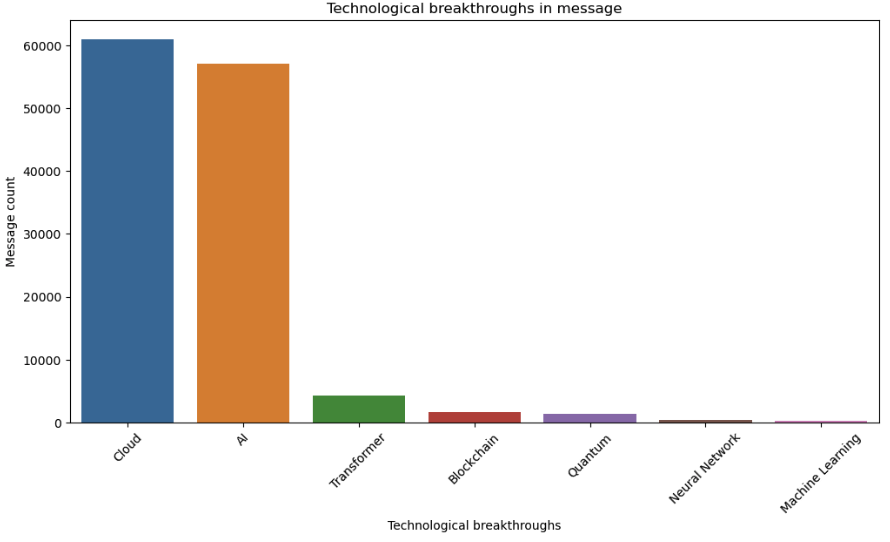 Technological breakthroughs in message
60000
50000
40000
30000
20000
10000
0
Message count
Cloud
AI
Transformer
Blockchain
Quantum
Neural Network
Machine Learning
Technological breakthroughs